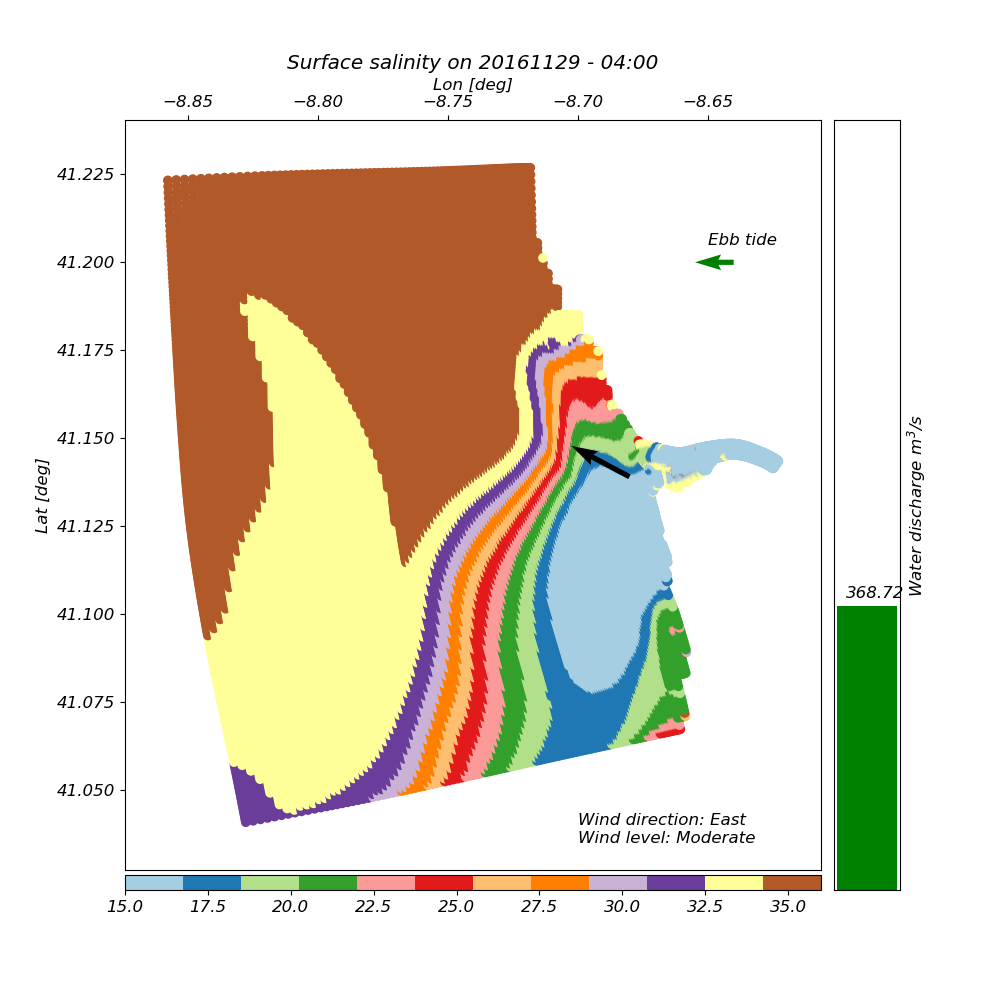 Surface salinity on 20161129 - 04:00
Lon [deg]
−8.85 −8.80 −8.75 −8.70 −8.65
41.225
41.200
41.175
41.150
41.125
41.100
41.075
41.050
Lat [deg]
Ebb tide
Wind direction: East
Wind level: Moderate
368.72
Water discharge m³/s
15.0 17.5 20.0 22.5 25.0 27.5 30.0 32.5 35.0